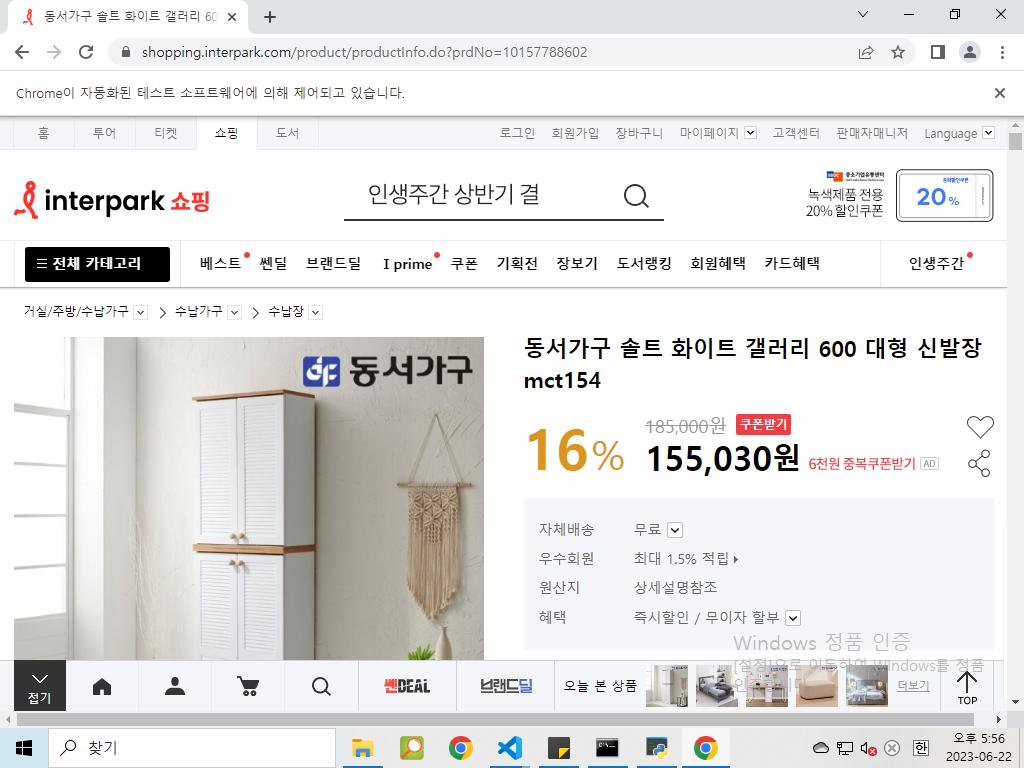 동서가구 솔트 화이트 갤러리 60
shopping.interpark.com/product/productInfo.do?prdNo=10157788602
Chrome이 자동화된 테스트 소프트웨어에 의해 제어되고 있습니다.
홈 투어 티켓 쇼핑 도서 로그인 회원가입 장바구니 마이페이지 고객센터 판매자매니저 Language
interpark 쇼핑
인생주간 상반기 결
중소기업유통센터
녹색제품 전용
20% 할인쿠폰
중복할인쿠폰
20%
전체 카테고리 베스트 쎈딜 브랜드딜 I prime 쿠폰 기획전 장보기 도서랭킹 회원혜택 카드혜택 인생주간
거실/주방/수납가구 수납가구 수납장
동서가구
동서가구 솔트 화이트 갤러리 600 대형 신발장
mct154
16%
185,000원 쿠폰받기
155,030원 6천원 중복쿠폰받기 AD
자체배송 무료
우수회원 최대 1.5% 적립
원산지 상세설명참조
혜택 즉시할인 / 무이자 할부
Windows 정품 인증
[설정]으로 이동하여 Windows를 정품
접기
쎈DEAL
브랜드딜
오늘 본 상품
더보기
TOP
찾기
한
오후 5:56
2023-06-22